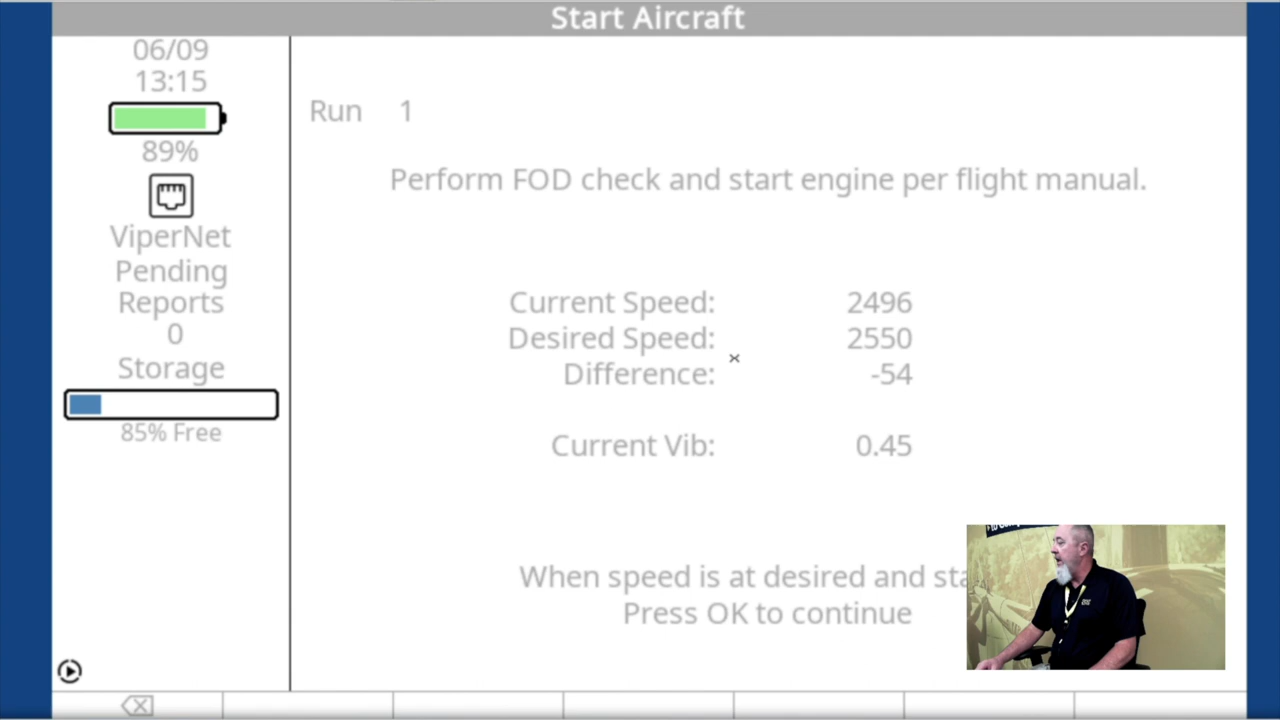 Start Aircraft
06/09
13:15
89%
ViperNet
Pending
Reports
0
Storage
85% Free
Run 1
Perform FOD check and start engine per flight manual.
Current Speed: 2496
Desired Speed: 2550
Difference: -54
Current Vib: 0.45
When speed is at desired and
Press OK to continue